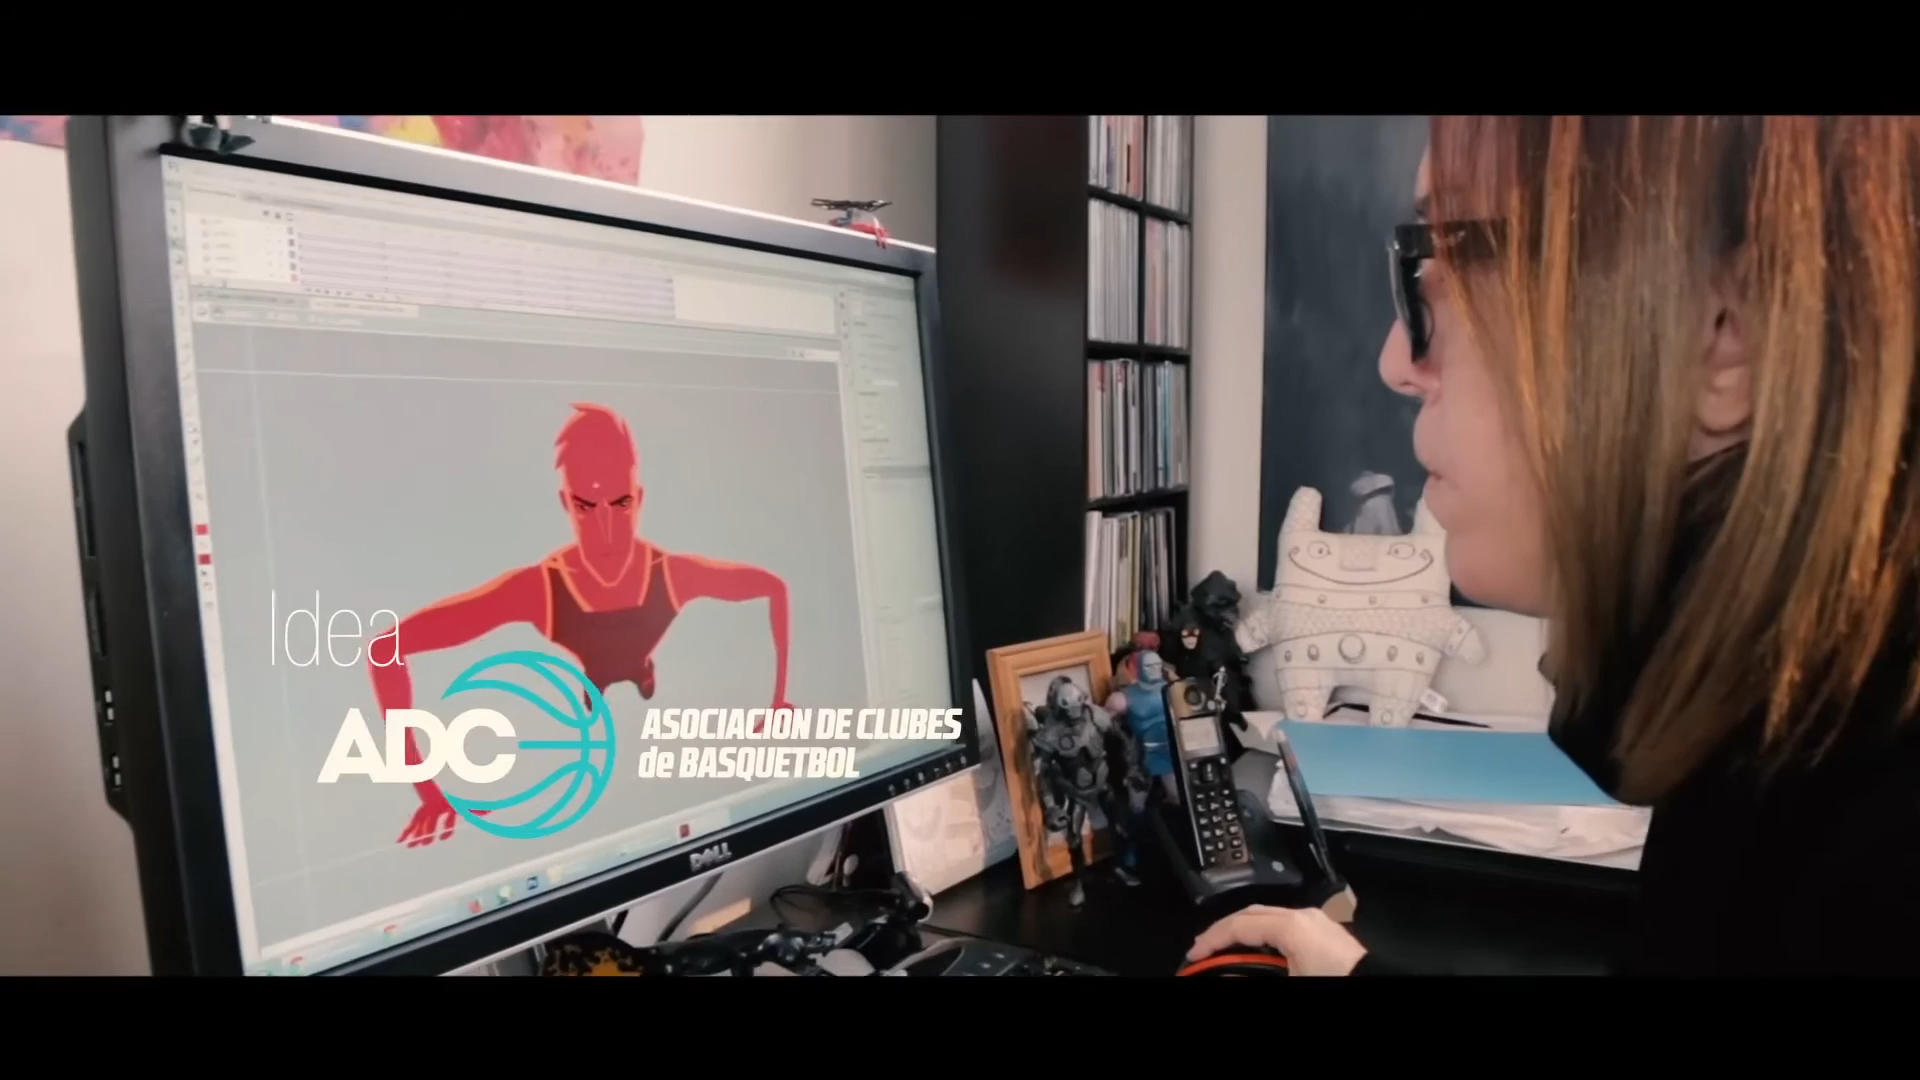 Idea
ADC
ASOCIACION DE CLUBES
de BASQUETBOL
DELL